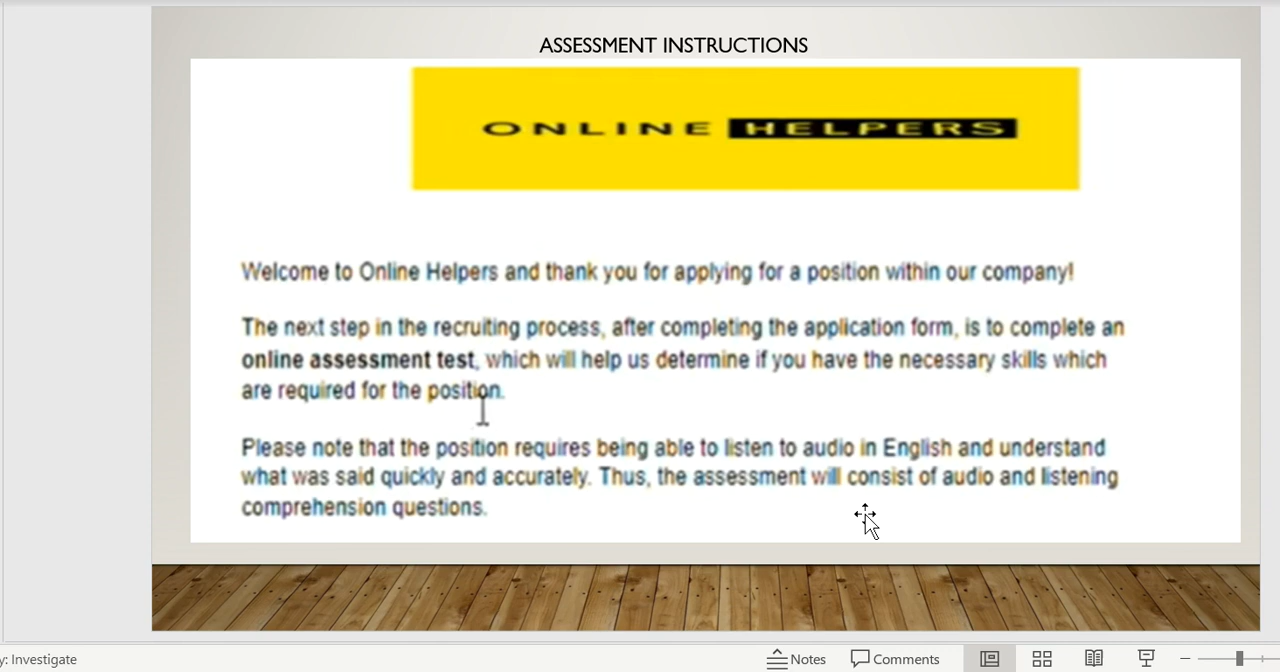 ASSESSMENT INSTRUCTIONS
ONLINE HELPERS
Welcome to Online Helpers and thank you for applying for a position within our company!
The next step in the recruiting process, after completing the application form, is to complete an
online assessment test, which will help us determine if you have the necessary skills which
are required for the position.
Please note that the position requires being able to listen to audio in English and understand
what was said quickly and accurately. Thus, the assessment will consist of audio and listening
comprehension questions.
y: Investigate
Notes
Comments